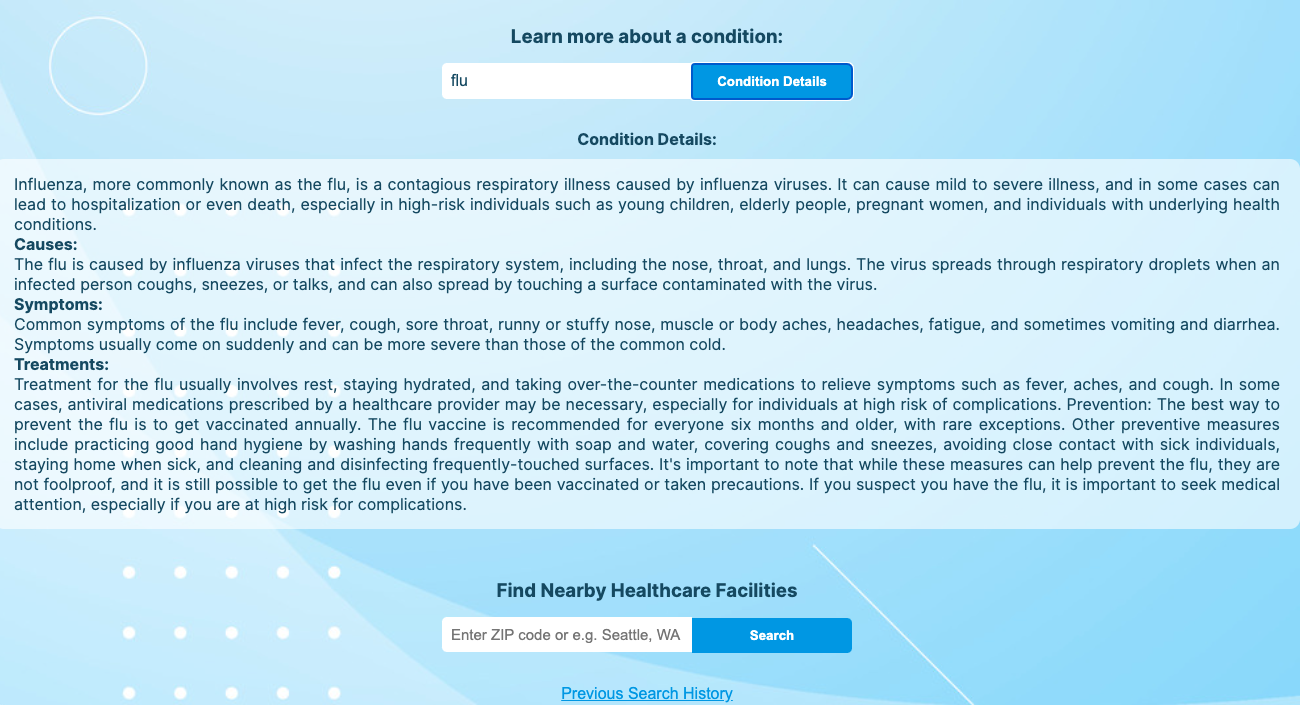 Learn more about a condition:
flu
Condition Details
Condition Details:
Influenza, more commonly known as the flu, is a contagious respiratory illness caused by influenza viruses. It can cause mild to severe illness, and in some cases can
lead to hospitalization or even death, especially in high-risk individuals such as young children, elderly people, pregnant women, and individuals with underlying health
conditions.
Causes:
The flu is caused by influenza viruses that infect the respiratory system, including the nose, throat, and lungs. The virus spreads through respiratory droplets when an
infected person coughs, sneezes, or talks, and can also spread by touching a surface contaminated with the virus.
Symptoms:
Common symptoms of the flu include fever, cough, sore throat, runny or stuffy nose, muscle or body aches, headaches, fatigue, and sometimes vomiting and diarrhea.
Symptoms usually come on suddenly and can be more severe than those of the common cold.
Treatments:
Treatment for the flu usually involves rest, staying hydrated, and taking over-the-counter medications to relieve symptoms such as fever, aches, and cough. In some
cases, antiviral medications prescribed by a healthcare provider may be necessary, especially for individuals at high risk of complications. Prevention: The best way to
prevent the flu is to get vaccinated annually. The flu vaccine is recommended for everyone six months and older, with rare exceptions. Other preventive measures
include practicing good hand hygiene by washing hands frequently with soap and water, covering coughs and sneezes, avoiding close contact with sick individuals,
staying home when sick, and cleaning and disinfecting frequently-touched surfaces. It's important to note that while these measures can help prevent the flu, they are
not foolproof, and it is still possible to get the flu even if you have been vaccinated or taken precautions. If you suspect you have the flu, it is important to seek medical
attention, especially if you are at high risk for complications.
Find Nearby Healthcare Facilities
Enter ZIP code or e.g. Seattle, WA
Search
Previous Search History